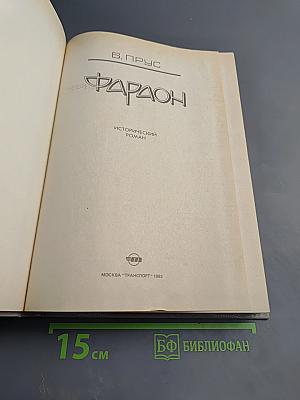 Б. ПРУС
ФАРАОН
ИСТОРИЧЕСКИЙ
РОМАН
МОСКВА "ТРАНСПОРТ" 1993
15 см
БФ БИБЛИОФАН